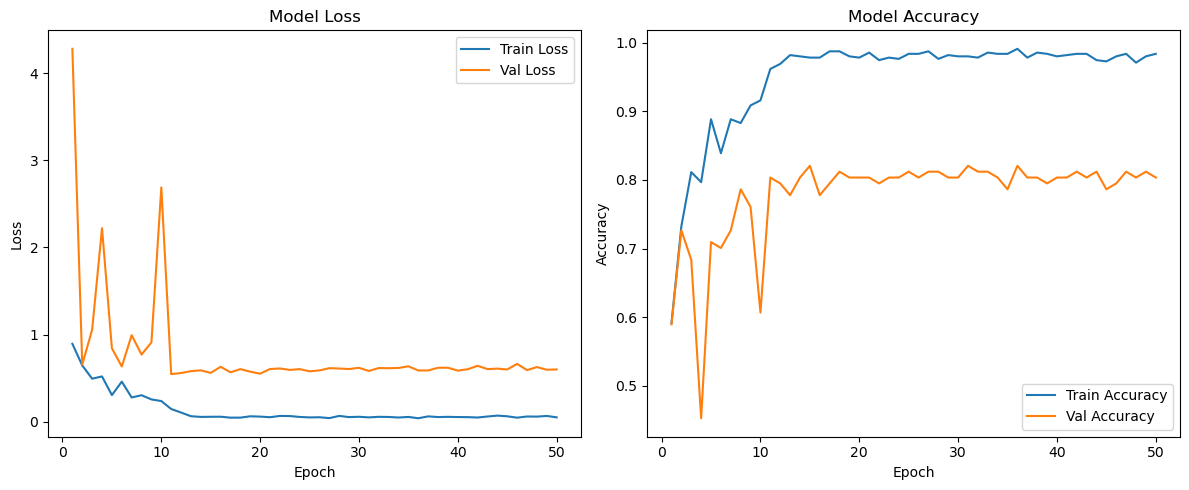 Model Loss
Train Loss
Val Loss
4
3
2
1
0
Loss
0
10
20
30
40
50
Epoch
Model Accuracy
1.0
0.9
0.8
0.7
0.6
0.5
Accuracy
Train Accuracy
Val Accuracy
0
10
20
30
40
50
Epoch